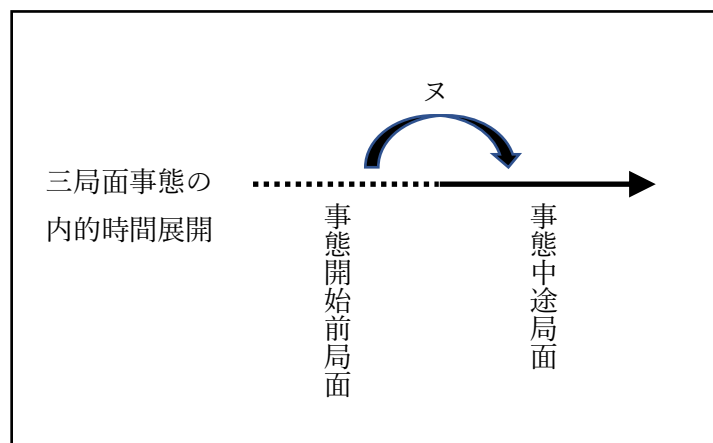 ヌ
三局面事態の
内的時間展開
事態開始前局面
事態中途局面